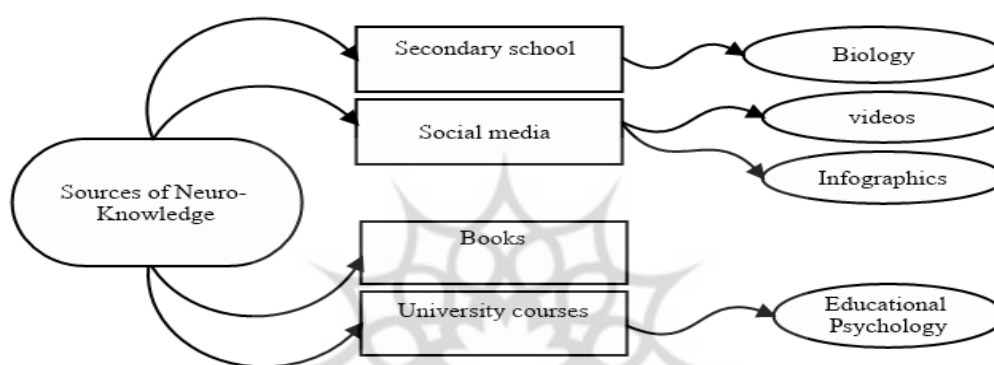 Sources of Neuro-
Knowledge
Secondary school
Biology
Social media
videos
Infographics
Books
University courses
Educational
Psychology